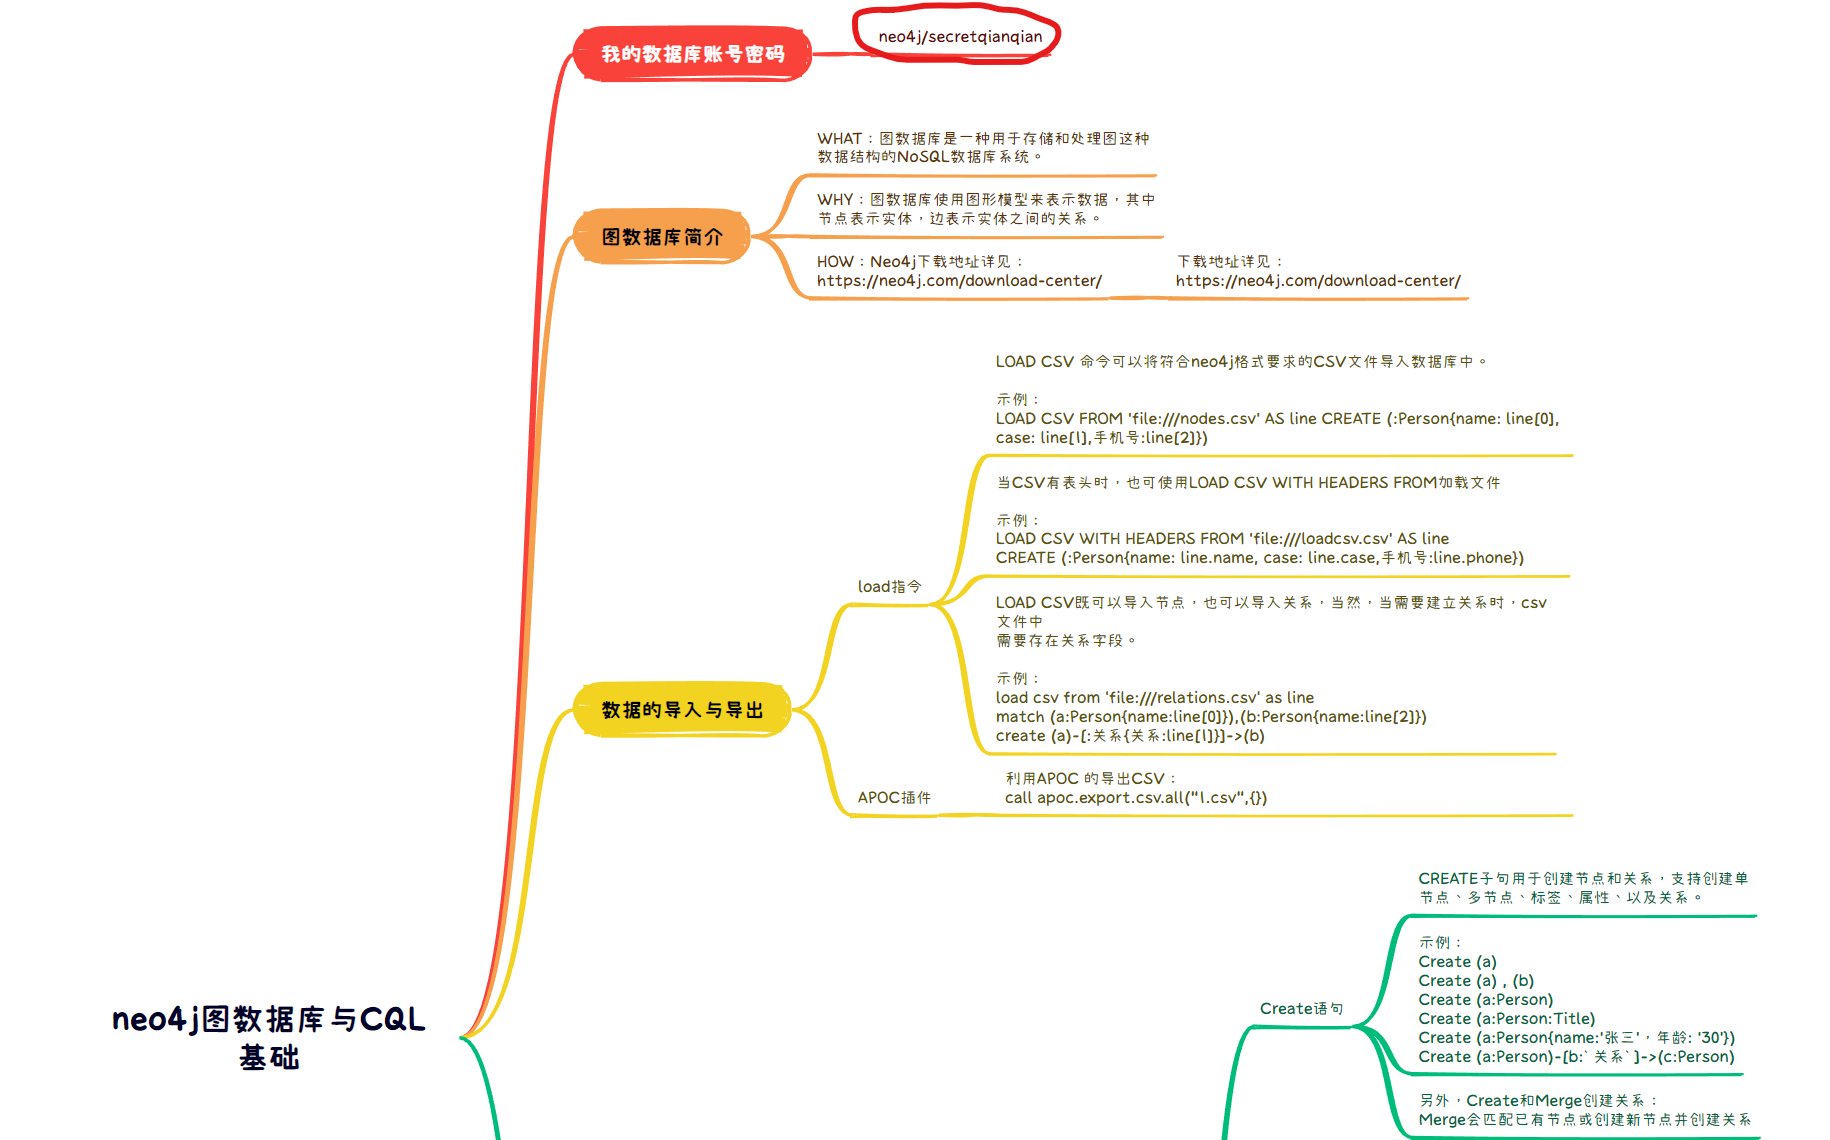 我的数据库账号密码
neo4j/secretqianqian
WHAT：图数据库是一种用于存储和处理图这种
数据结构的NoSQL数据库系统。
WHY：图数据库使用图形模型来表示数据，其中
节点表示实体，边表示实体之间的关系。
图数据库简介
HOW：Neo4j下载地址详见：
https://neo4j.com/download-center/
下载地址详见：
https://neo4j.com/download-center/
LOAD CSV 命令可以将符合neo4j格式要求的CSV文件导入数据库中。
示例：
LOAD CSV FROM 'file:///nodes.csv' AS line CREATE (:Person{name: line[0],
case: line[1],手机号:line[2]})
当CSV有表头时，也可使用LOAD CSV WITH HEADERS FROM加载文件
示例：
LOAD CSV WITH HEADERS FROM 'file:///loadcsv.csv' AS line
CREATE (:Person{name: line.name, case: line.case,手机号:line.phone})
load指令
LOAD CSV既可以导入节点，也可以导入关系，当然，当需要建立关系时，csv
文件中
需要存在关系字段。
示例：
load csv from 'file:///relations.csv' as line
match (a:Person{name:line[0]}),(b:Person{name:line[2]})
create (a)-[:关系{关系:line[1]}]->(b)
数据的导入与导出
APOC插件
利用APOC 的导出CSV：
call apoc.export.csv.all("1.csv",{})
CREATE子句用于创建节点和关系，支持创建单
节点、多节点、标签、属性、以及关系。
示例：
Create (a)
Create (a) , (b)
Create (a:Person)
Create (a:Person:Title)
Create (a:Person{name:'张三'，年龄: '30'})
Create (a:Person)-[b:`关系`]->(c:Person)
Create语句
另外，Create和Merge创建关系：
Merge会匹配已有节点或创建新节点并创建关系
neo4j图数据库与CQL
基础